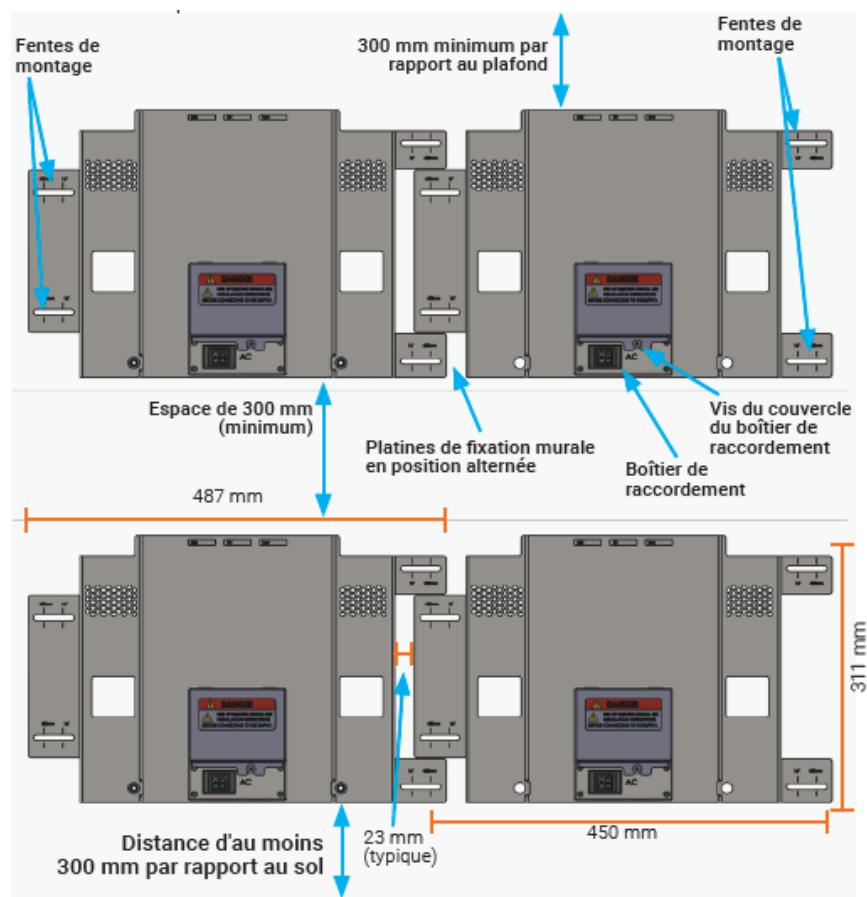 Fentes de
montage
300 mm minimum par
rapport au plafond
Fentes de
montage
DANGER
AC
DANGER
AC
Espace de 300 mm
(minimum)
Platines de fixation murale
en position alternée
Vis du couvercle
du boîtier de
raccordement
Boîtier de
raccordement
487 mm
311 mm
DANGER
AC
DANGER
AC
Distance d'au moins
300 mm par rapport au sol
23 mm
(typique)
450 mm